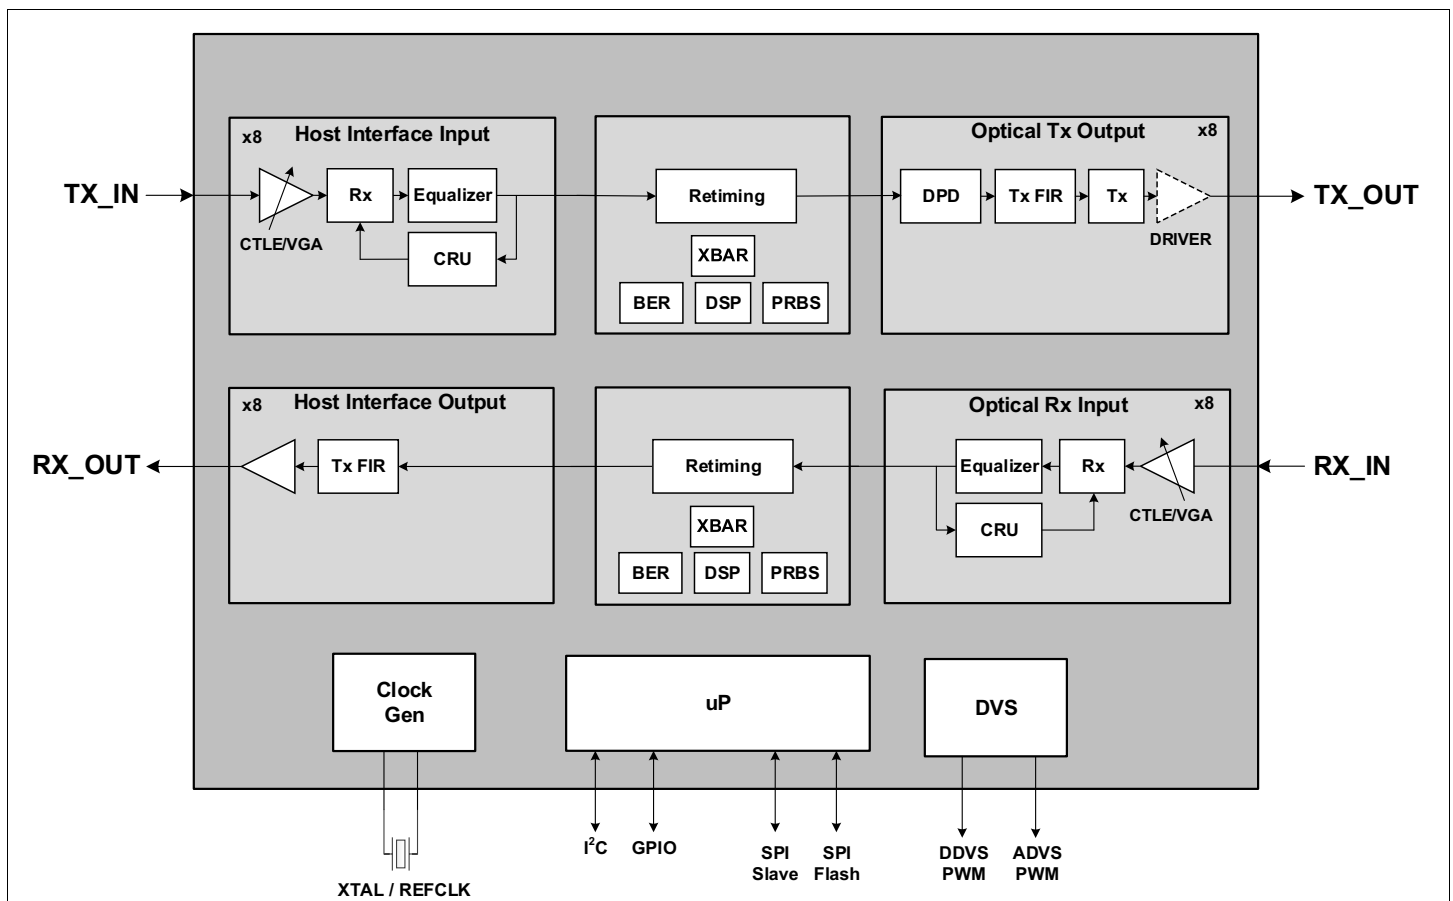 x8 Host Interface Input
Optical Tx Output x8
TX_IN
Rx
Equalizer
Retiming
DPD
Tx FIR
Tx
TX_OUT
CTLE/VGA
CRU
XBAR
DRIVER
BER
DSP
PRBS
x8 Host Interface Output
Optical Rx Input x8
RX_OUT
Tx FIR
Retiming
Equalizer
Rx
RX_IN
CTLE/VGA
XBAR
CRU
BER
DSP
PRBS
Clock
Gen
uP
DVS
I²C
GPIO
SPI
Slave
SPI
Flash
DDVS
PWM
ADVS
PWM
XTAL / REFCLK